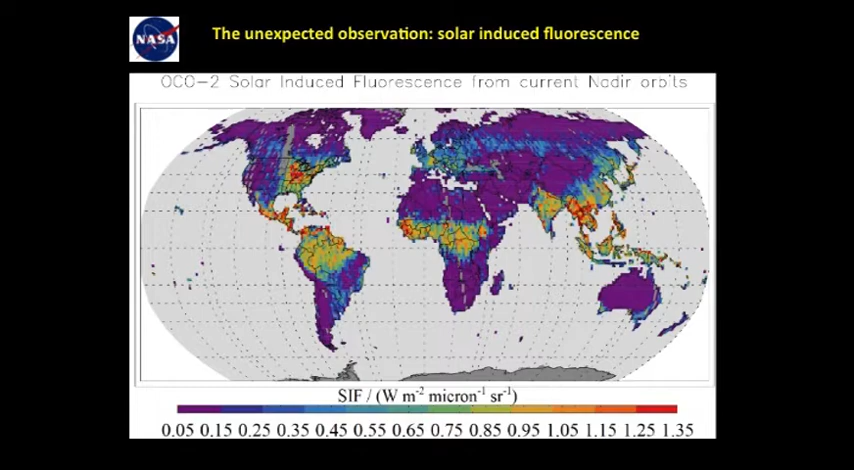 NASA
The unexpected observation: solar induced fluorescence
OCO-2 Solar Induced Fluorescence from current Nadir orbits
SIF / (W m⁻² micron⁻¹ sr⁻¹)
0.05 0.15 0.25 0.35 0.45 0.55 0.65 0.75 0.85 0.95 1.05 1.15 1.25 1.35